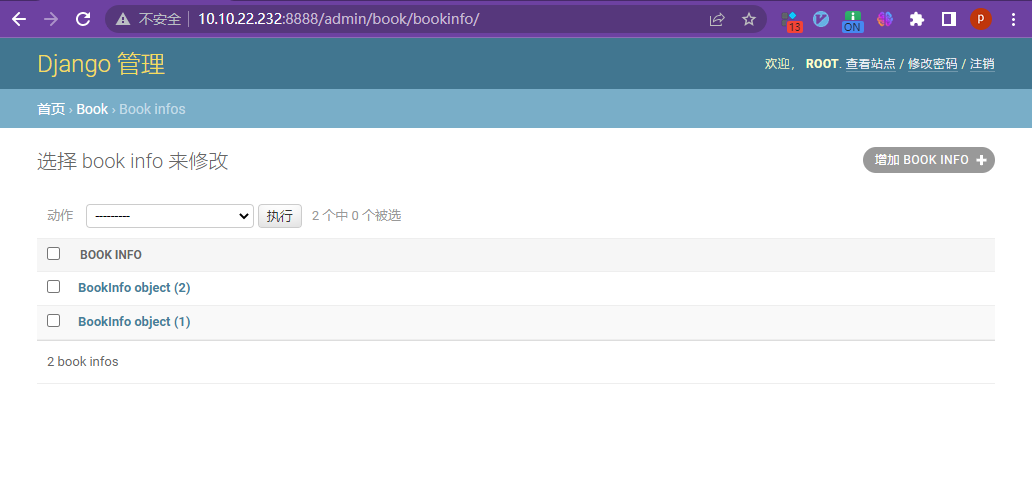 不安全 10.10.22.232:8888/admin/book/bookinfo/ 13 ON P
Django 管理 欢迎， ROOT. 查看站点 / 修改密码 / 注销
首页 › Book › Book infos
选择 book info 来修改 增加 BOOK INFO
动作 --------- 执行 2 个中 0 个被选
BOOK INFO
BookInfo object (2)
BookInfo object (1)
2 book infos